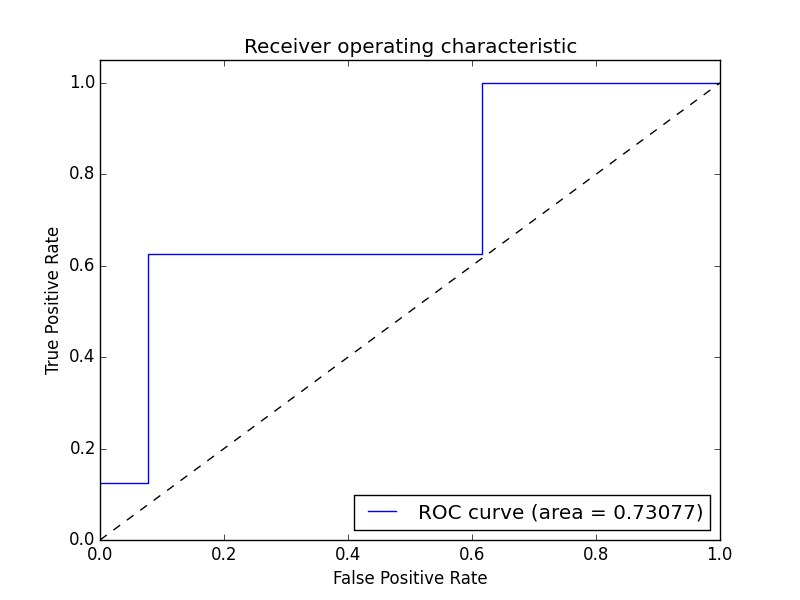 Receiver operating characteristic
1.0
0.8
0.6
0.4
0.2
0.0
True Positive Rate
ROC curve (area = 0.73077)
0.0 0.2 0.4 0.6 0.8 1.0
False Positive Rate